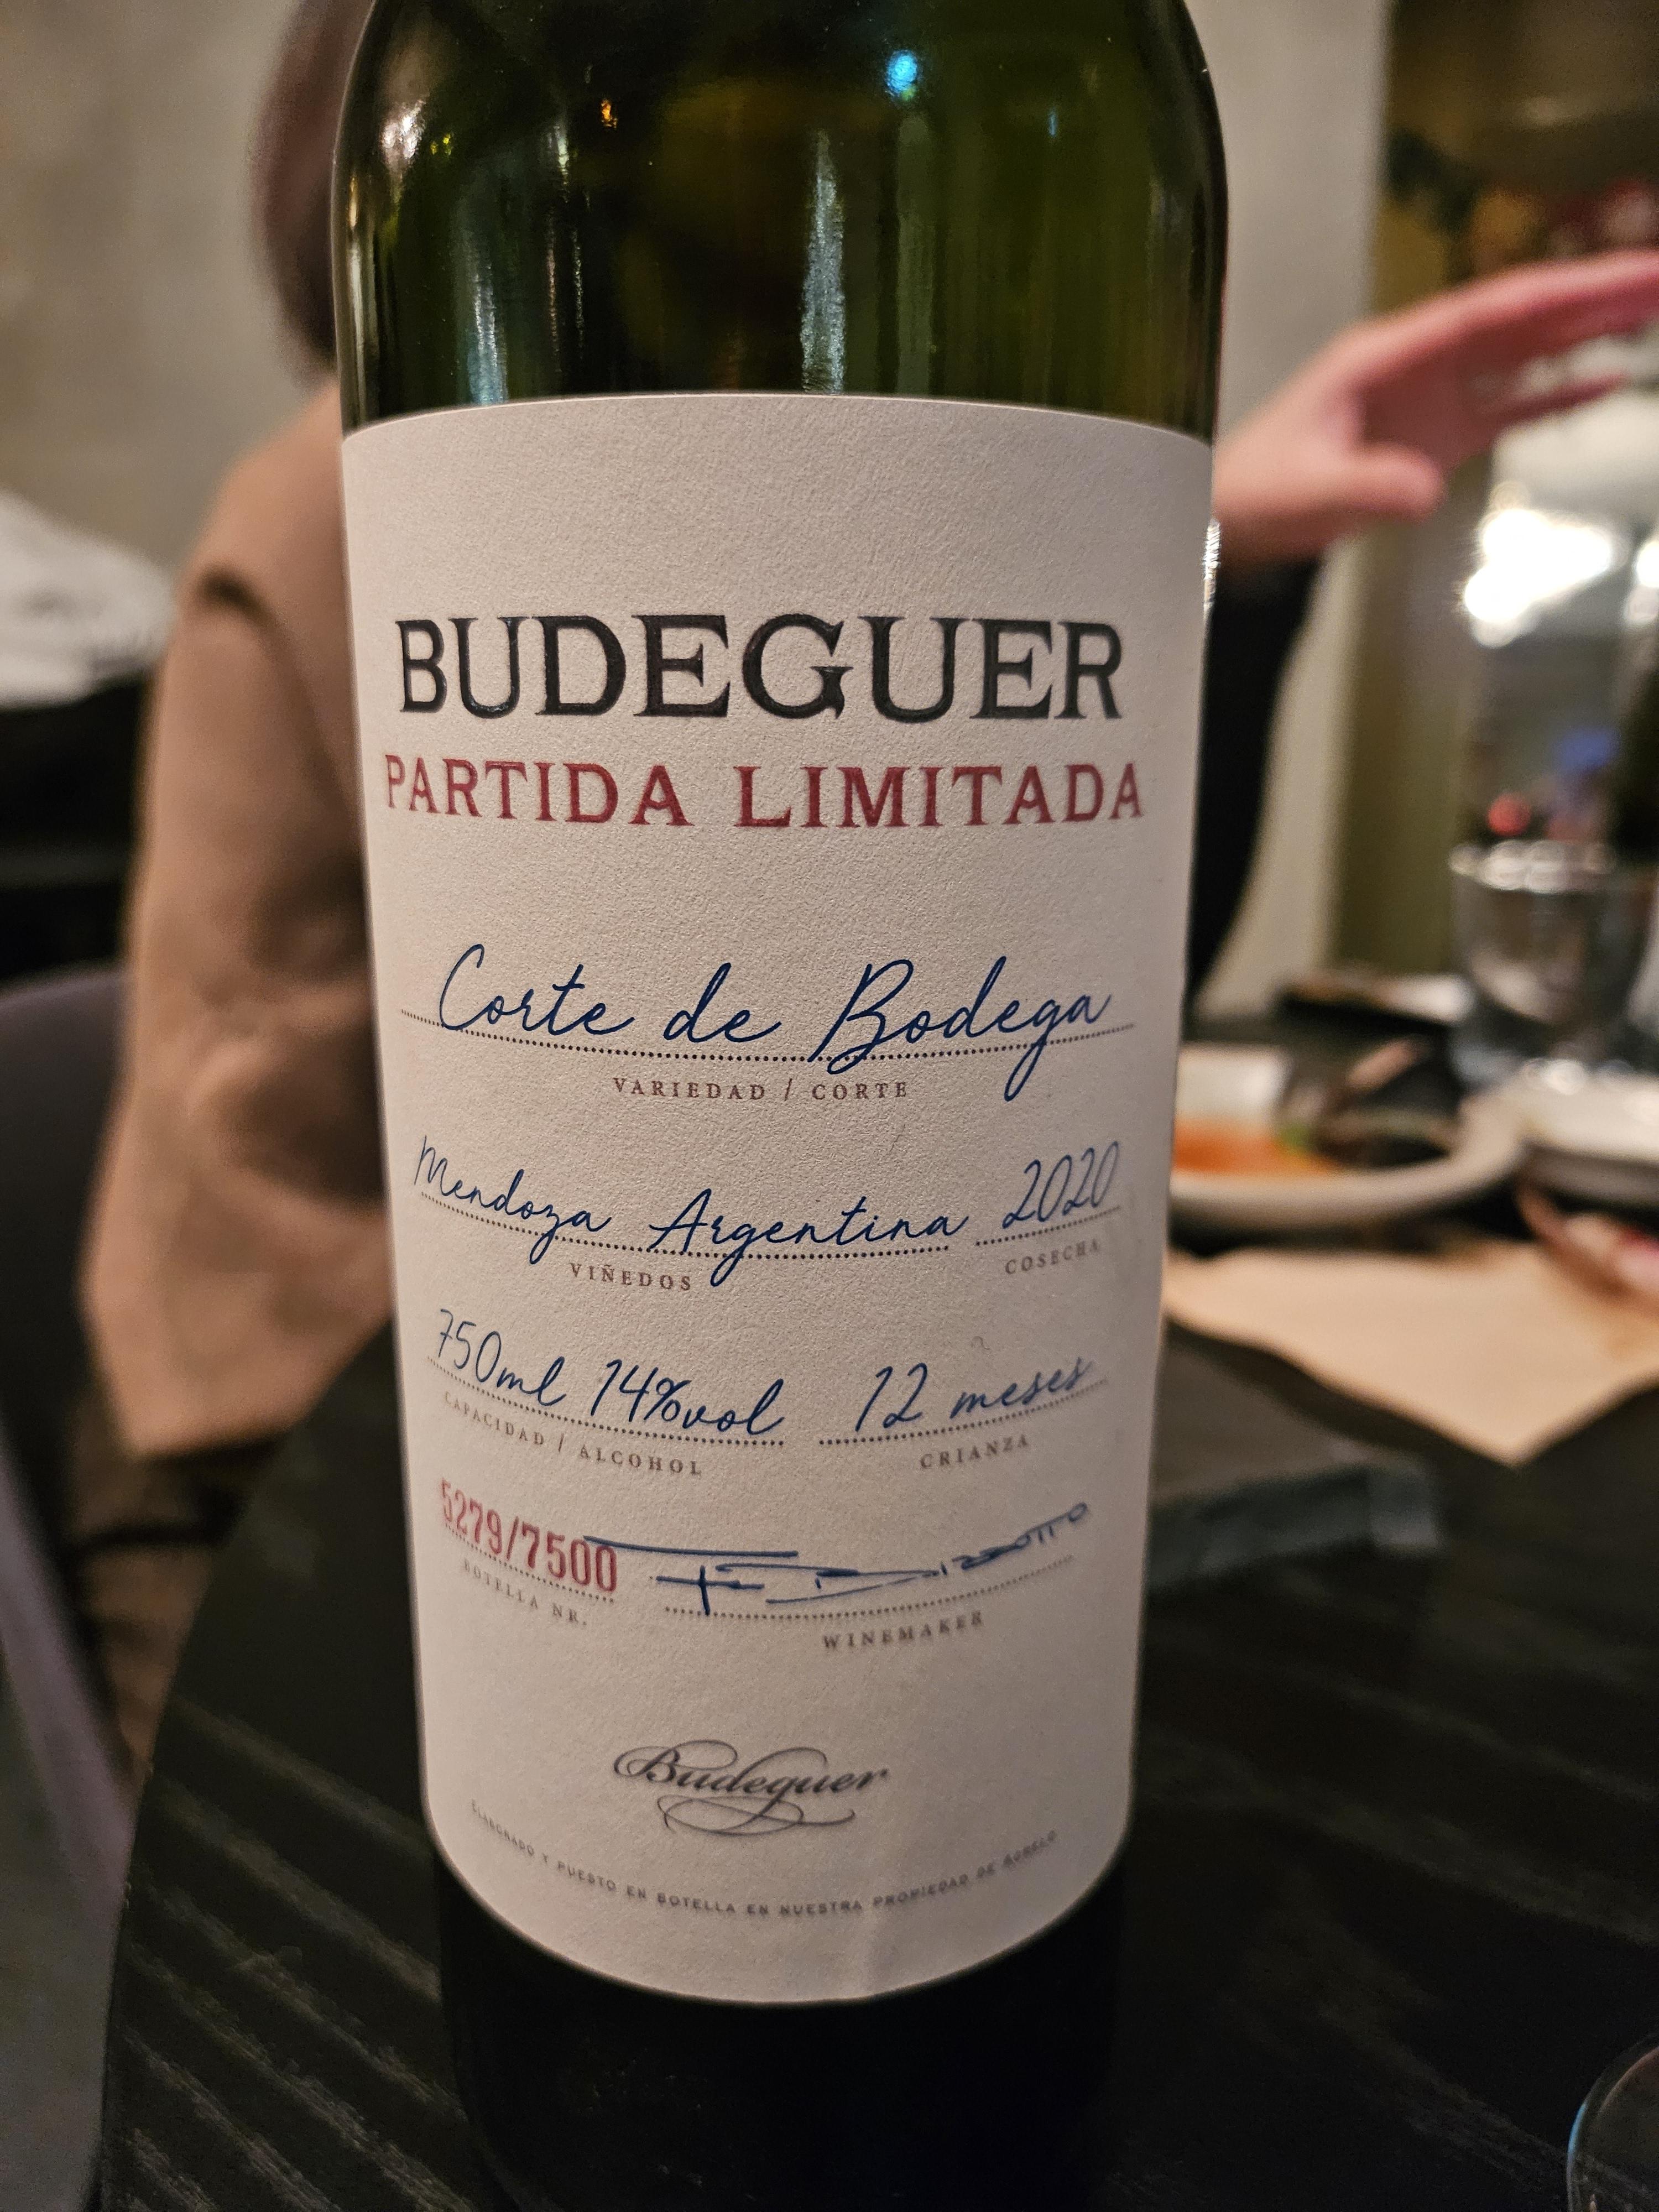 BUDEGUER
PARTIDA LIMITADA
Corte de Bodega
VARIEDAD / CORTE
Mendoza Argentina 2020
VIÑEDOS COSECHA
750ml 14%vol 12 meses
CAPACIDAD / ALCOHOL CRIANZA
5279/7500
BOTELLA NR. WINEMAKER
Budeguer
ELABORADO Y PUESTO EN BOTELLA EN NUESTRA PROPIEDAD DE AGRELO